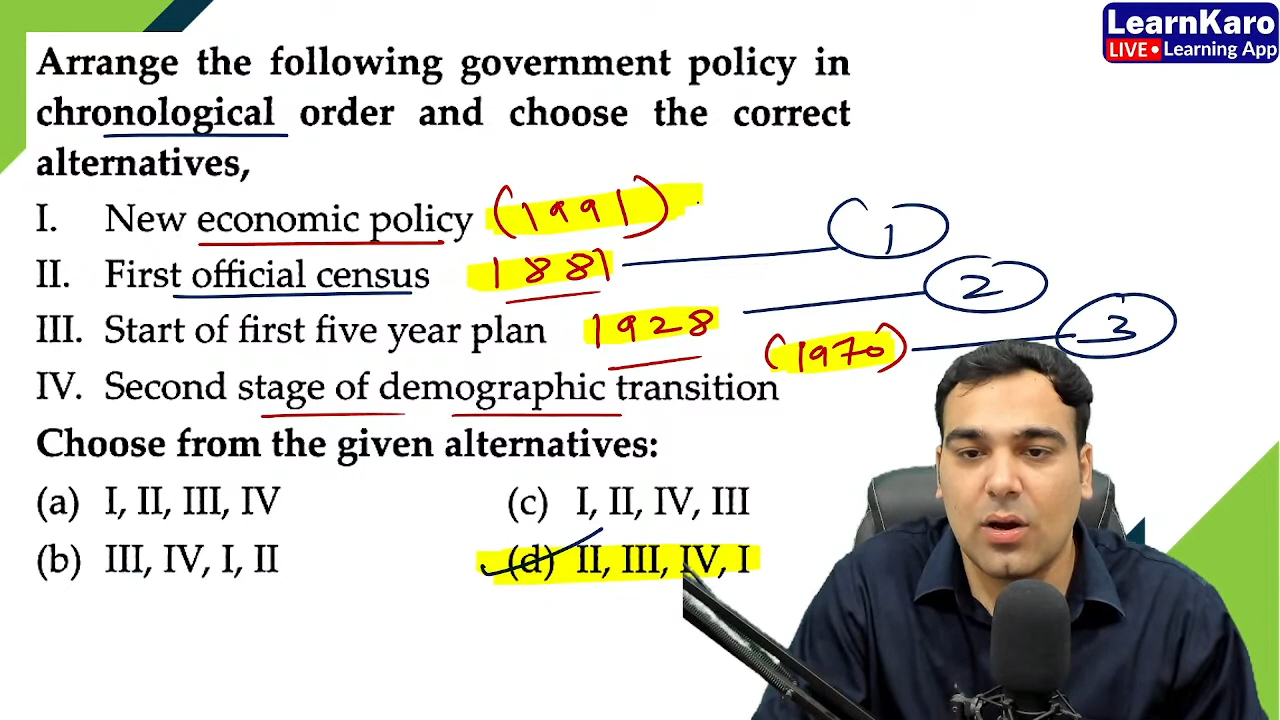 LearnKaro
LIVE • Learning App
Arrange the following government policy in
chronological order and choose the correct
alternatives,
I. New economic policy (1991)
II. First official census 1881 1
III. Start of first five year plan 1928 2
(1970) 3
IV. Second stage of demographic transition
Choose from the given alternatives:
(a) I, II, III, IV (c) I, II, IV, III
(b) III, IV, I, II (d) II, III, IV, I